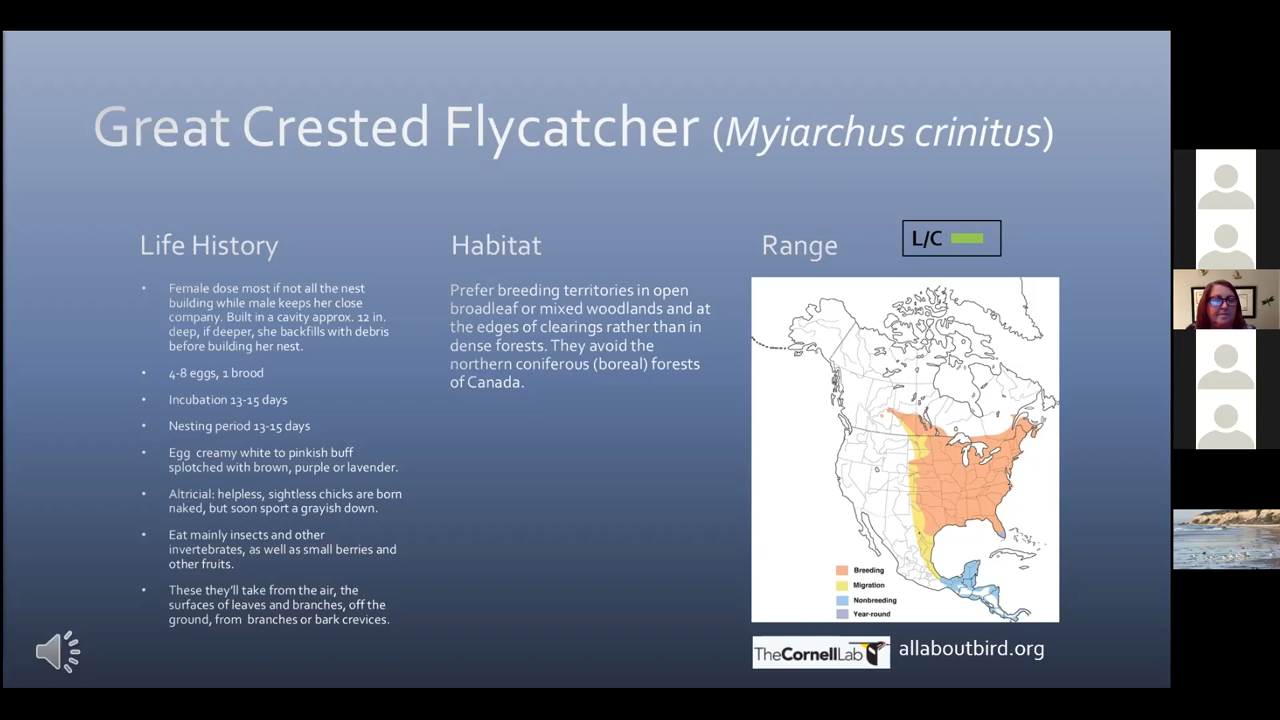 Great Crested Flycatcher (Myiarchus crinitus)
Life History
• Female dose most if not all the nest
building while male keeps her close
company. Built in a cavity approx. 12 in.
deep, if deeper, she backfills with debris
before building her nest.
• 4-8 eggs, 1 brood
• Incubation 13-15 days
• Nesting period 13-15 days
• Egg creamy white to pinkish buff
splotched with brown, purple or lavender.
• Altricial: helpless, sightless chicks are born
naked, but soon sport a grayish down.
• Eat mainly insects and other
invertebrates, as well as small berries and
other fruits.
• These they'll take from the air, the
surfaces of leaves and branches, off the
ground, from branches or bark crevices.
Habitat
Prefer breeding territories in open
broadleaf or mixed woodlands and at
the edges of clearings rather than in
dense forests. They avoid the
northern coniferous (boreal) forests
of Canada.
Range
L/C
Breeding
Migration
Nonbreeding
Year-round
TheCornellLab
allaboutbird.org